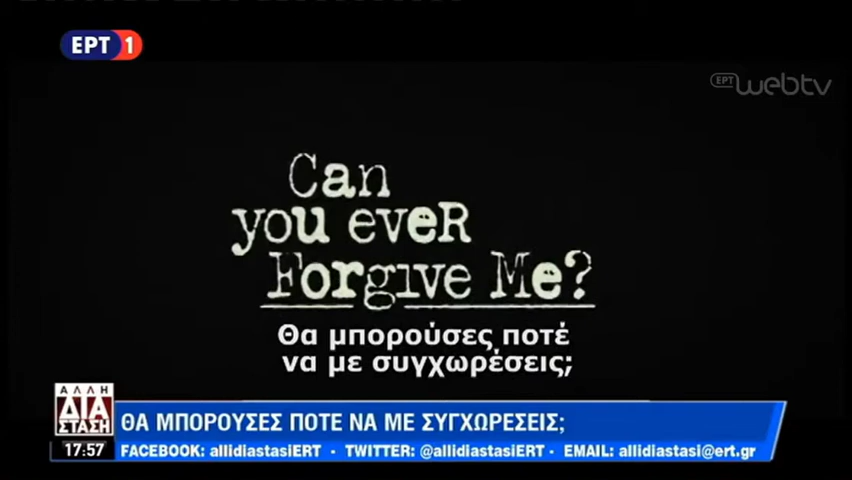 ΕΡΤ 1
ΕΡΤ webtv
Can
you eveR
Forgive Me?
Θα μπορούσες ποτέ
να με συγχωρέσεις;
ΑΛΛΗ
ΔΙΑ
ΣΤΑΣΗ
ΘΑ ΜΠΟΡΟΥΣΕΣ ΠΟΤΕ ΝΑ ΜΕ ΣΥΓΧΩΡΕΣΕΙΣ;
17:57
FACEBOOK: allidiastasiERT - TWITTER: @allidiastasiERT - EMAIL: allidiastasi@ert.gr